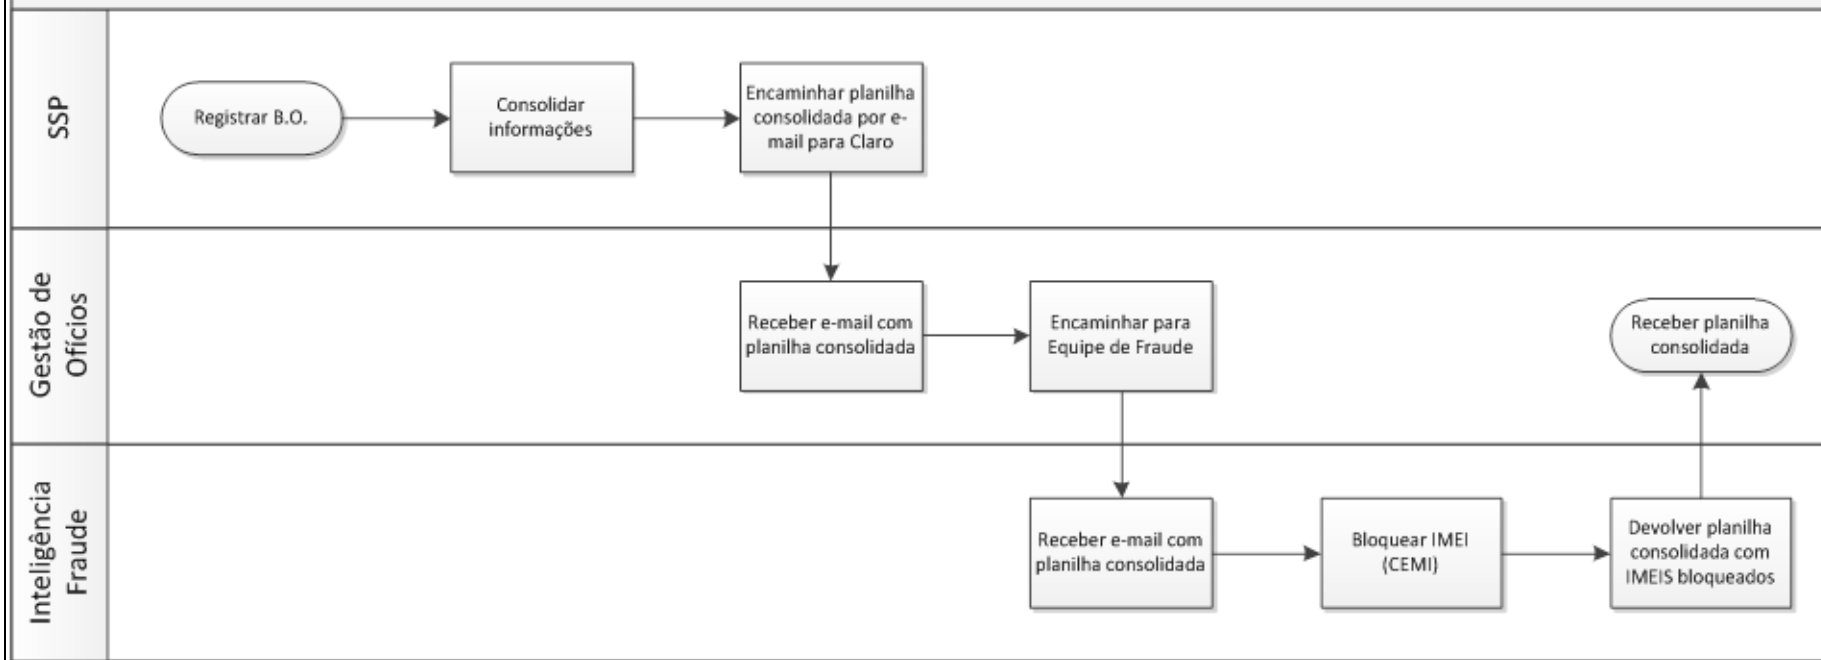 SSP
Registrar B.O.
Consolidar
informações
Encaminhar planilha
consolidada por e-
mail para Claro
Gestão de
Ofícios
Receber e-mail com
planilha consolidada
Encaminhar para
Equipe de Fraude
Receber planilha
consolidada
Inteligência
Fraude
Receber e-mail com
planilha consolidada
Bloquear IMEI
(CEMI)
Devolver planilha
consolidada com
IMEIS bloqueados